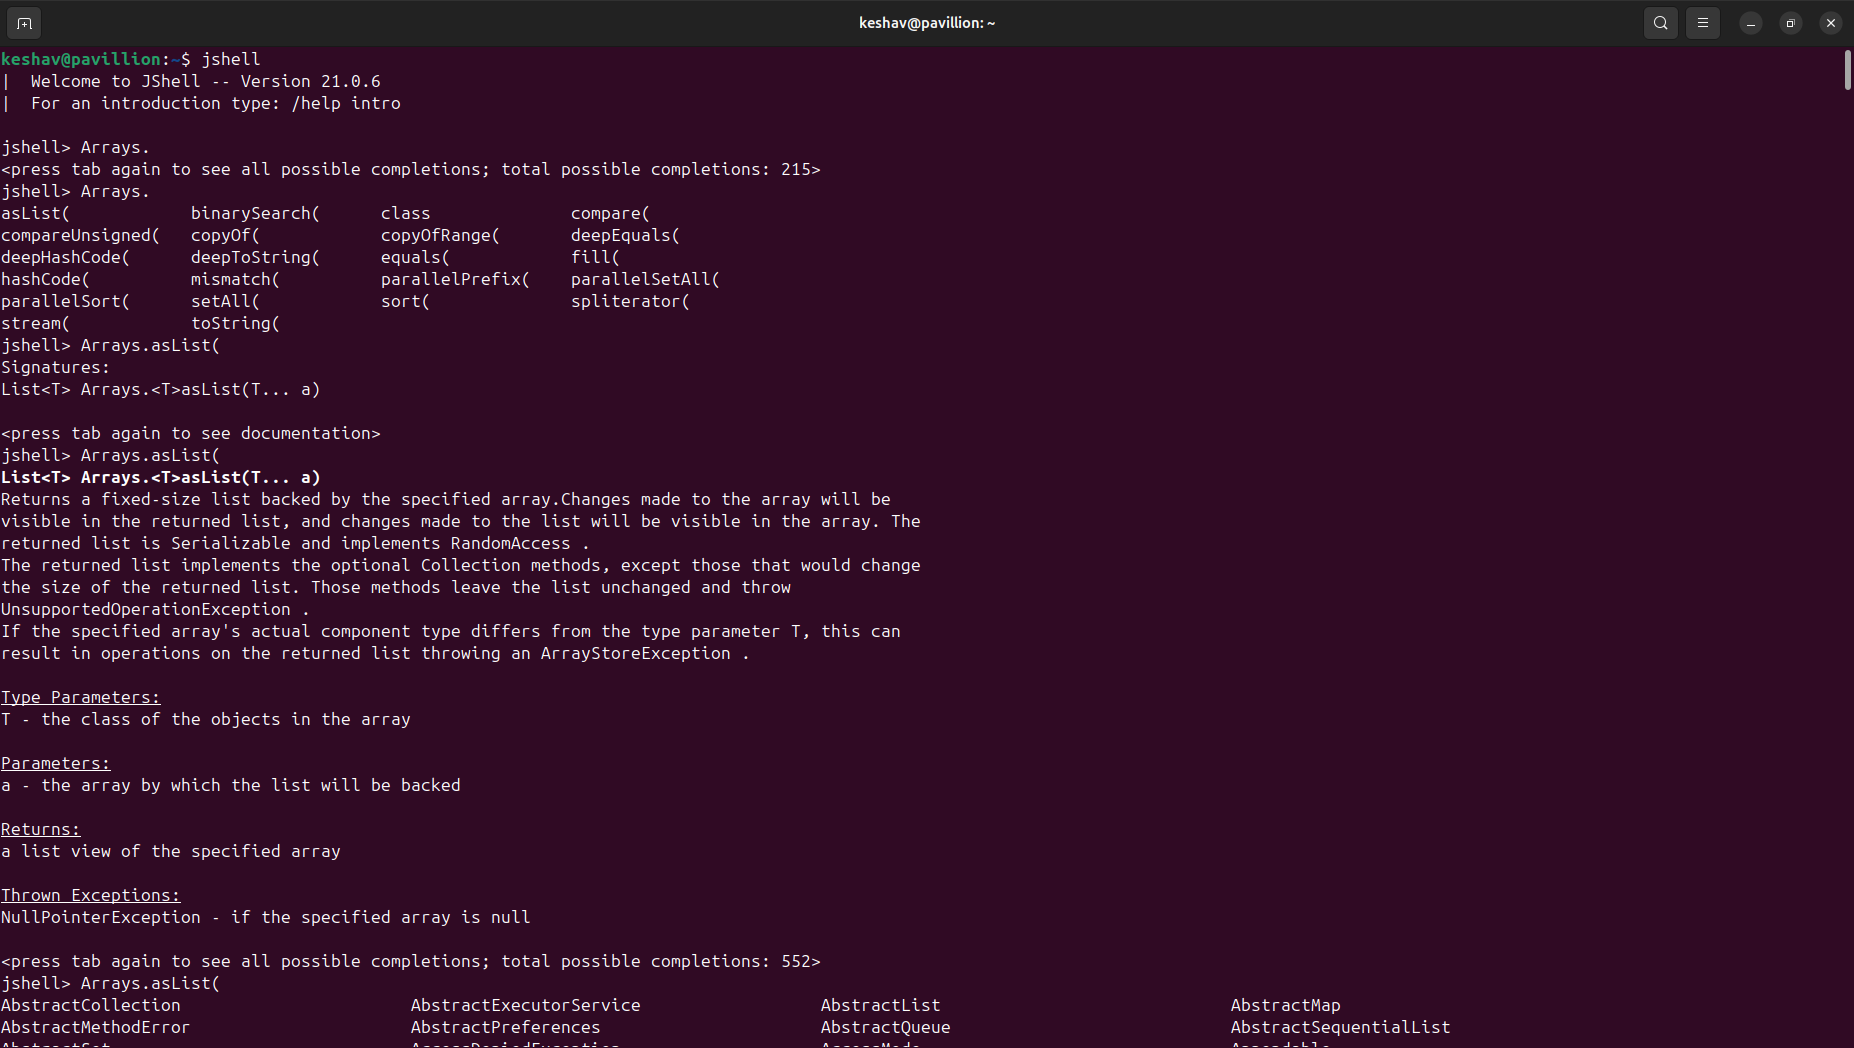 keshav@pavillion: ~
keshav@pavillion:~$ jshell
|  Welcome to JShell -- Version 21.0.6
|  For an introduction type: /help intro
jshell> Arrays.
<press tab again to see all possible completions; total possible completions: 215>
jshell> Arrays.
asList(            binarySearch(      class              compare(
compareUnsigned(   copyOf(            copyOfRange(       deepEquals(
deepHashCode(      deepToString(      equals(            fill(
hashCode(          mismatch(          parallelPrefix(    parallelSetAll(
parallelSort(      setAll(            sort(              spliterator(
stream(            toString(
jshell> Arrays.asList(
Signatures:
List<T> Arrays.<T>asList(T... a)
<press tab again to see documentation>
jshell> Arrays.asList(
List<T> Arrays.<T>asList(T... a)
Returns a fixed-size list backed by the specified array.Changes made to the array will be
visible in the returned list, and changes made to the list will be visible in the array. The
returned list is Serializable and implements RandomAccess .
The returned list implements the optional Collection methods, except those that would change
the size of the returned list. Those methods leave the list unchanged and throw
UnsupportedOperationException .
If the specified array's actual component type differs from the type parameter T, this can
result in operations on the returned list throwing an ArrayStoreException .
Type Parameters:
T - the class of the objects in the array
Parameters:
a - the array by which the list will be backed
Returns:
a list view of the specified array
Thrown Exceptions:
NullPointerException - if the specified array is null
<press tab again to see all possible completions; total possible completions: 552>
jshell> Arrays.asList(
AbstractCollection                       AbstractExecutorService                  AbstractList                             AbstractMap
AbstractMethodError                      AbstractPreferences                      AbstractQueue                            AbstractSequentialList